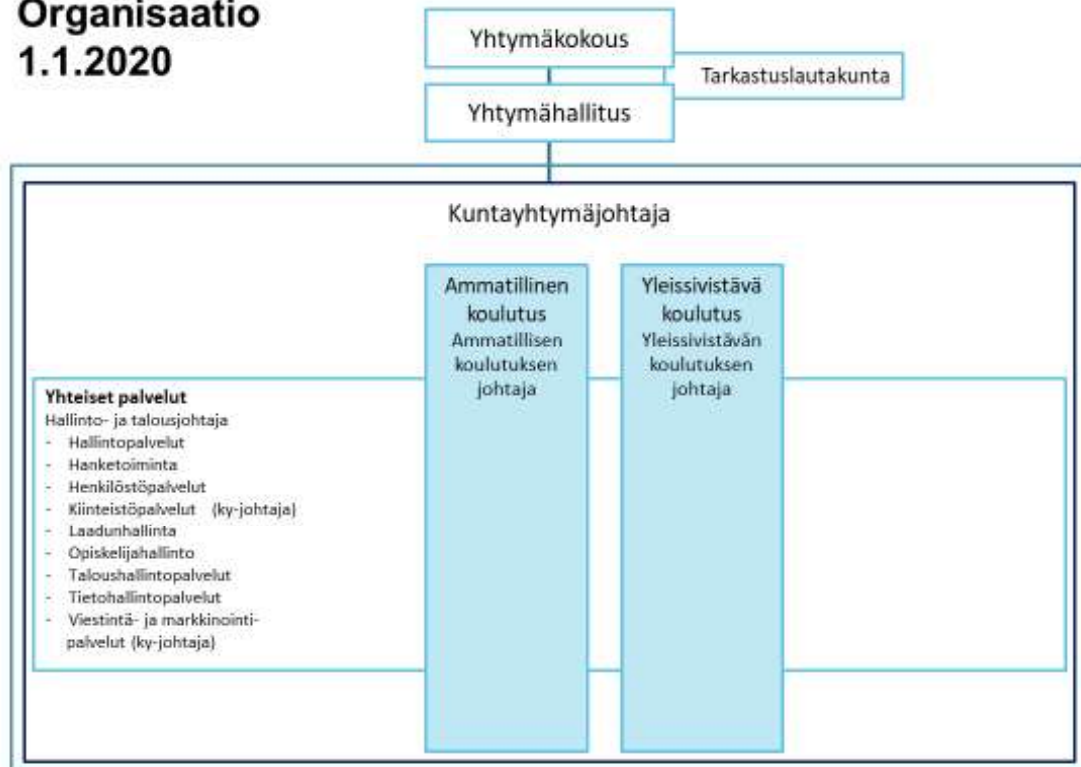 Organisaatio
1.1.2020
Yhtymäkokous
Tarkastuslautakunta
Yhtymähallitus
Kuntayhtymäjohtaja
Ammatillinen
koulutus
Ammatillisen
koulutuksen
johtaja
Yleissivistävä
koulutus
Yleissivistävän
koulutuksen
johtaja
Yhteiset palvelut
Hallinto- ja talousjohtaja
- Hallintopalvelut
- Hanketoiminta
- Henkilöstöpalvelut
- Kiinteistöpalvelut (ky-johtaja)
- Laadunhallinta
- Opiskelijahallinto
- Taloushallintopalvelut
- Tietohallintopalvelut
- Viestintä- ja markkinointi-
palvelut (ky-johtaja)